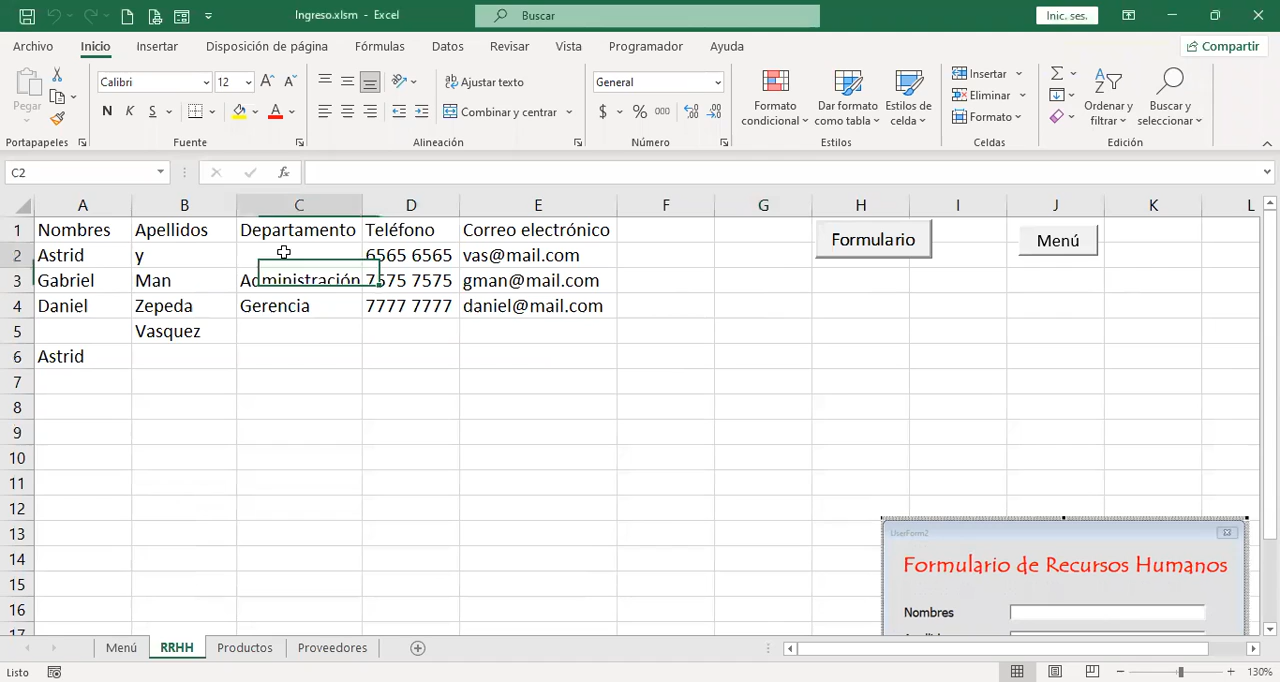 Ingreso.xlsm - Excel
Buscar
Inic. ses.
Archivo Inicio Insertar Disposición de página Fórmulas Datos Revisar Vista Programador Ayuda
Compartir
Pegar
Portapapeles
Calibri 12
N K S
Fuente
Ajustar texto
Combinar y centrar
Alineación
General
$ % 000
Número
Formato condicional
Dar formato como tabla
Estilos de celda
Estilos
Insertar
Eliminar
Formato
Celdas
Ordenar y filtrar
Buscar y seleccionar
Edición
C2
fx
A B C D E F G H I J K L
1 Nombres Apellidos Departamento Teléfono Correo electrónico
Formulario
Menú
2 Astrid y 6565 6565 vas@mail.com
3 Gabriel Man Administración 7575 7575 gman@mail.com
4 Daniel Zepeda Gerencia 7777 7777 daniel@mail.com
5 Vasquez
6 Astrid
7
8
9
10
11
12
13
14
15
16
17
UserForm2
Formulario de Recursos Humanos
Nombres
Menú RRHH Productos Proveedores
Listo
130%